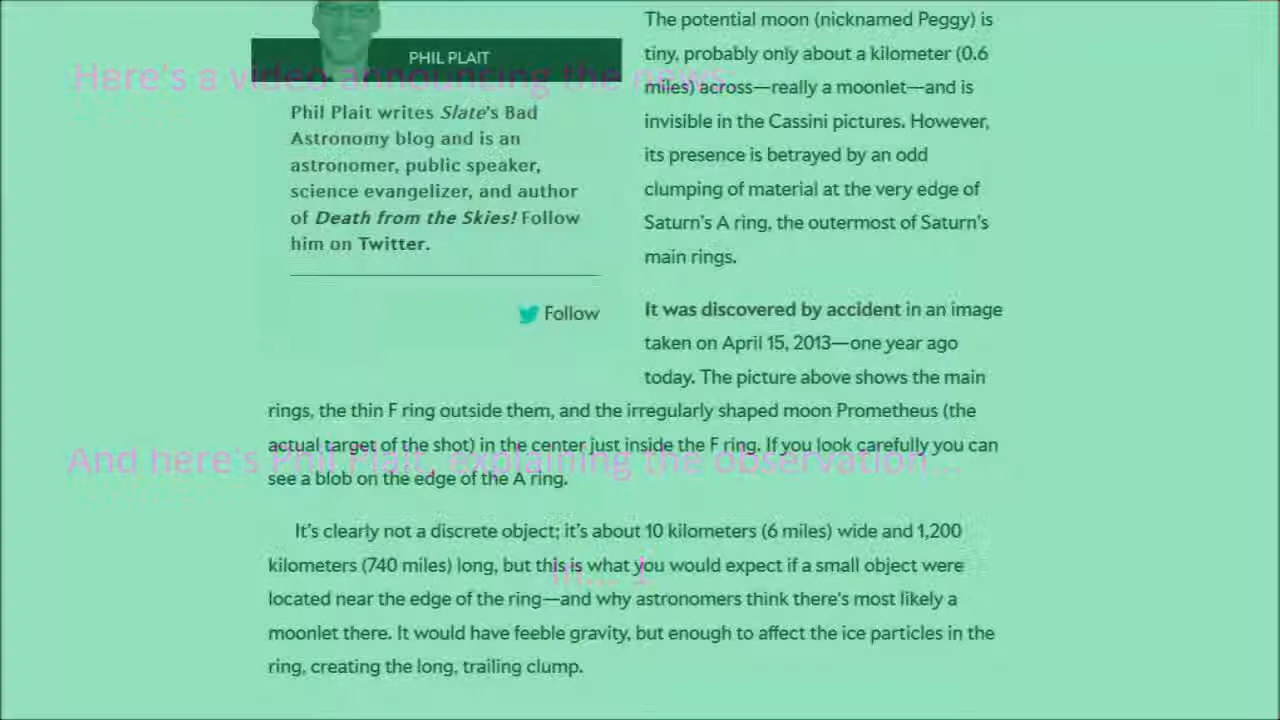 Here's a video announcing the news:
PHIL PLAIT
Phil Plait writes Slate's Bad
Astronomy blog and is an
astronomer, public speaker,
science evangelizer, and author
of Death from the Skies! Follow
him on Twitter.
Follow
The potential moon (nicknamed Peggy) is
tiny, probably only about a kilometer (0.6
miles) across—really a moonlet—and is
invisible in the Cassini pictures. However,
its presence is betrayed by an odd
clumping of material at the very edge of
Saturn's A ring, the outermost of Saturn's
main rings.
It was discovered by accident in an image
taken on April 15, 2013—one year ago
today. The picture above shows the main
rings, the thin F ring outside them, and the irregularly shaped moon Prometheus (the
actual target of the shot) in the center just inside the F ring. If you look carefully you can
And here's Phil Plait, explaining the observation...
see a blob on the edge of the A ring.
It's clearly not a discrete object; it's about 10 kilometers (6 miles) wide and 1,200
kilometers (740 miles) long, but this is what you would expect if a small object were
in... 1
located near the edge of the ring—and why astronomers think there's most likely a
moonlet there. It would have feeble gravity, but enough to affect the ice particles in the
ring, creating the long, trailing clump.